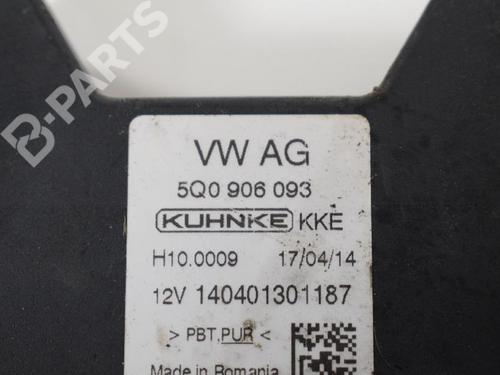 B-PARTS
VW AG
5Q0 906 093
KUHNKE KKE
H10.0009 17/04/14
12V 140401301187
> PBT.PUR <
Made in Romania